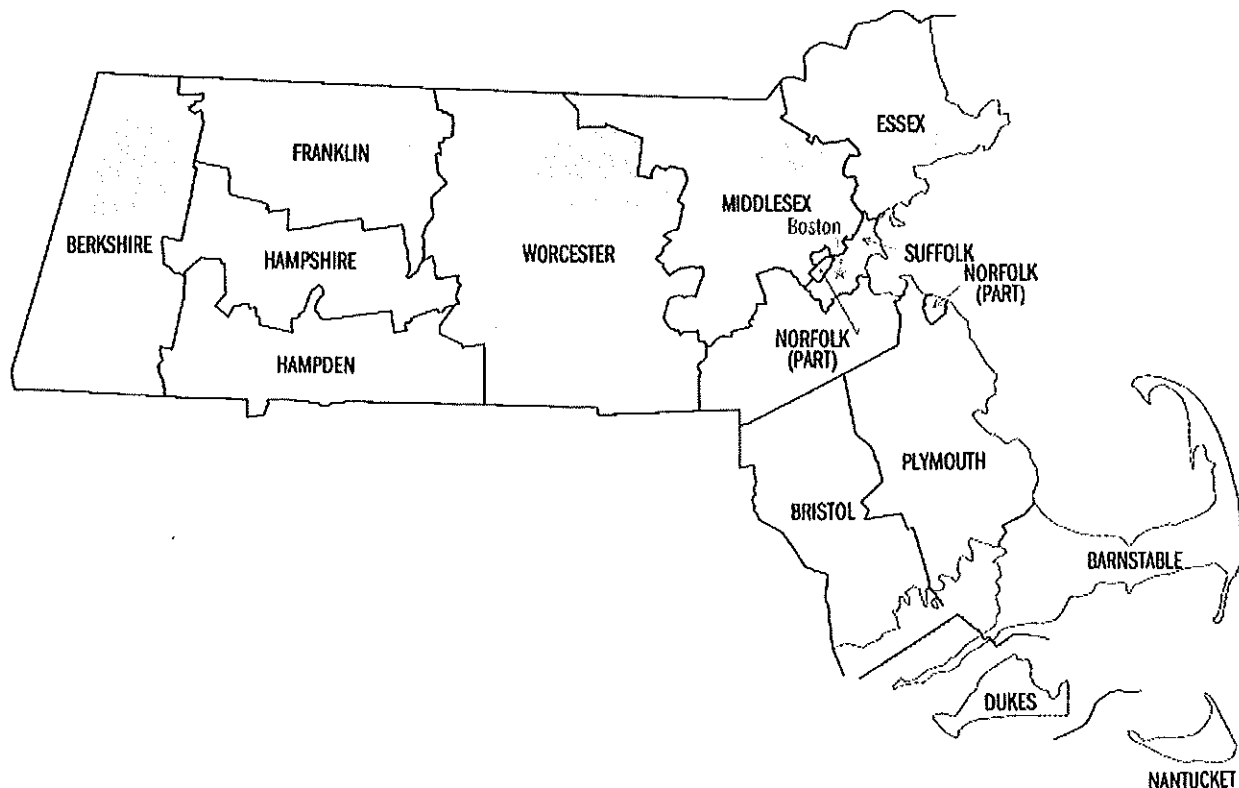 ESSEX
FRANKLIN
MIDDLESEX
Boston
BERKSHIRE
HAMPSHIRE
WORCESTER
SUFFOLK
NORFOLK
(PART)
NORFOLK
(PART)
HAMPDEN
PLYMOUTH
BRISTOL
BARNSTABLE
DUKES
NANTUCKET